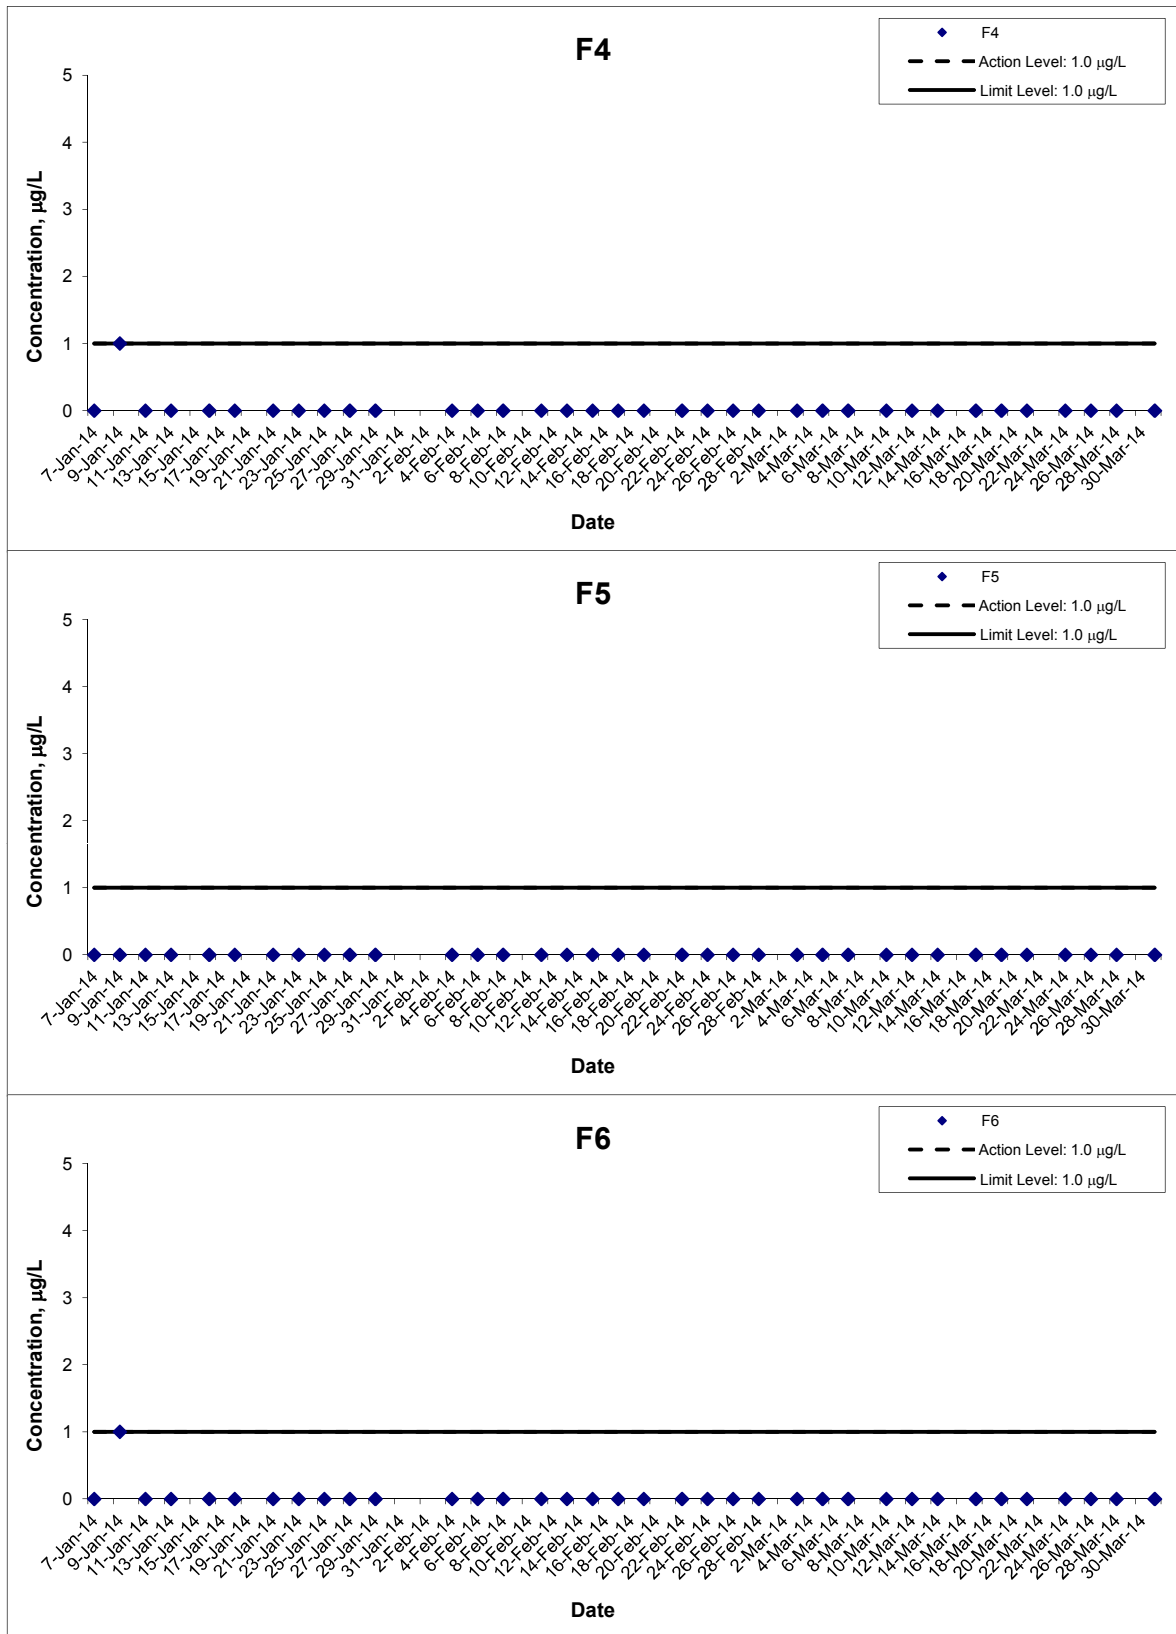 F4
F4
Action Level: 1.0 µg/L
Limit Level: 1.0 µg/L
Concentration, µg/L
5
4
3
2
1
0
7-Jan-14
9-Jan-14
11-Jan-14
13-Jan-14
15-Jan-14
17-Jan-14
19-Jan-14
21-Jan-14
23-Jan-14
25-Jan-14
27-Jan-14
29-Jan-14
31-Jan-14
2-Feb-14
4-Feb-14
6-Feb-14
8-Feb-14
10-Feb-14
12-Feb-14
14-Feb-14
16-Feb-14
18-Feb-14
20-Feb-14
22-Feb-14
24-Feb-14
26-Feb-14
28-Feb-14
2-Mar-14
4-Mar-14
6-Mar-14
8-Mar-14
10-Mar-14
12-Mar-14
14-Mar-14
16-Mar-14
18-Mar-14
20-Mar-14
22-Mar-14
24-Mar-14
26-Mar-14
28-Mar-14
30-Mar-14
Date
F5
F5
Action Level: 1.0 µg/L
Limit Level: 1.0 µg/L
Concentration, µg/L
5
4
3
2
1
0
7-Jan-14
9-Jan-14
11-Jan-14
13-Jan-14
15-Jan-14
17-Jan-14
19-Jan-14
21-Jan-14
23-Jan-14
25-Jan-14
27-Jan-14
29-Jan-14
31-Jan-14
2-Feb-14
4-Feb-14
6-Feb-14
8-Feb-14
10-Feb-14
12-Feb-14
14-Feb-14
16-Feb-14
18-Feb-14
20-Feb-14
22-Feb-14
24-Feb-14
26-Feb-14
28-Feb-14
2-Mar-14
4-Mar-14
6-Mar-14
8-Mar-14
10-Mar-14
12-Mar-14
14-Mar-14
16-Mar-14
18-Mar-14
20-Mar-14
22-Mar-14
24-Mar-14
26-Mar-14
28-Mar-14
30-Mar-14
Date
F6
F6
Action Level: 1.0 µg/L
Limit Level: 1.0 µg/L
Concentration, µg/L
5
4
3
2
1
0
7-Jan-14
9-Jan-14
11-Jan-14
13-Jan-14
15-Jan-14
17-Jan-14
19-Jan-14
21-Jan-14
23-Jan-14
25-Jan-14
27-Jan-14
29-Jan-14
31-Jan-14
2-Feb-14
4-Feb-14
6-Feb-14
8-Feb-14
10-Feb-14
12-Feb-14
14-Feb-14
16-Feb-14
18-Feb-14
20-Feb-14
22-Feb-14
24-Feb-14
26-Feb-14
28-Feb-14
2-Mar-14
4-Mar-14
6-Mar-14
8-Mar-14
10-Mar-14
12-Mar-14
14-Mar-14
16-Mar-14
18-Mar-14
20-Mar-14
22-Mar-14
24-Mar-14
26-Mar-14
28-Mar-14
30-Mar-14
Date